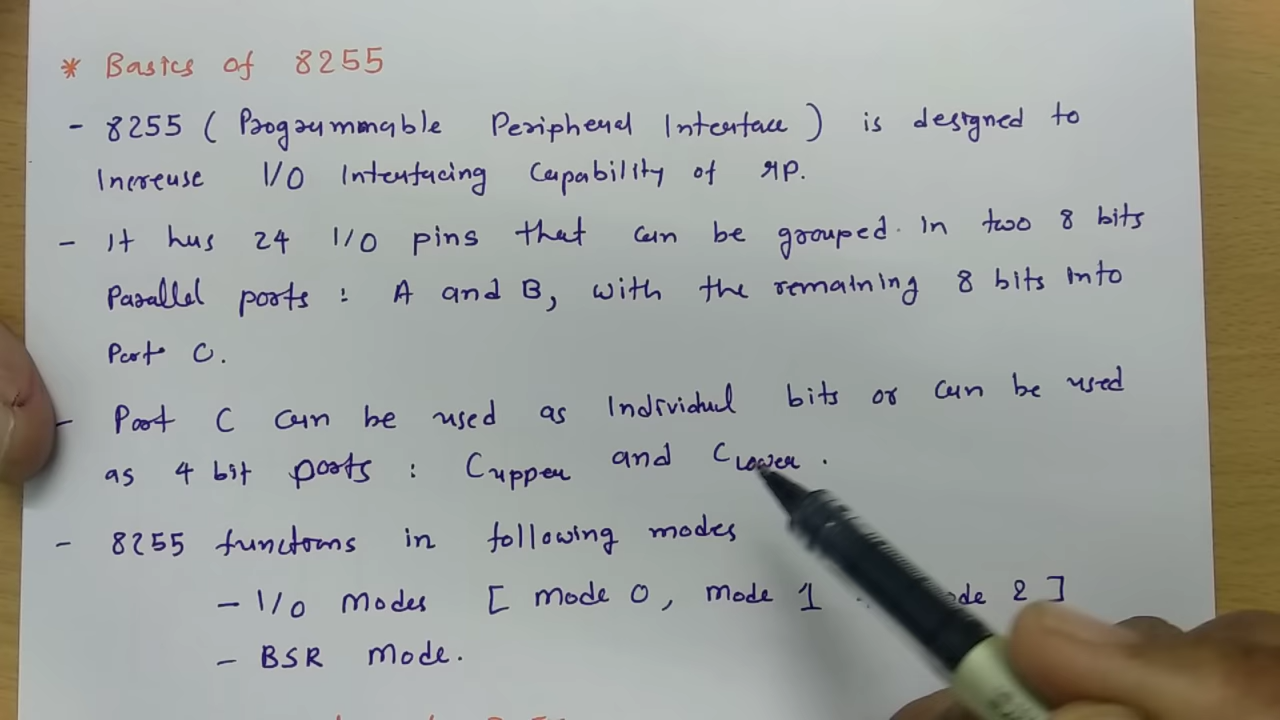 * Basics of 8255
- 8255 ( Programmable Peripheral Interface ) is designed to
Increase I/O Interfacing Capability of μP.
- It has 24 I/O pins that can be grouped in two 8 bits
Parallel ports : A and B, with the remaining 8 bits into
Port C.
- Port C can be used as Individual bits or can be used
as 4 bit ports : Cupper and Clower.
- 8255 functions in following modes
- I/O Modes [ mode 0, mode 1 ode 2 ]
- BSR Mode.